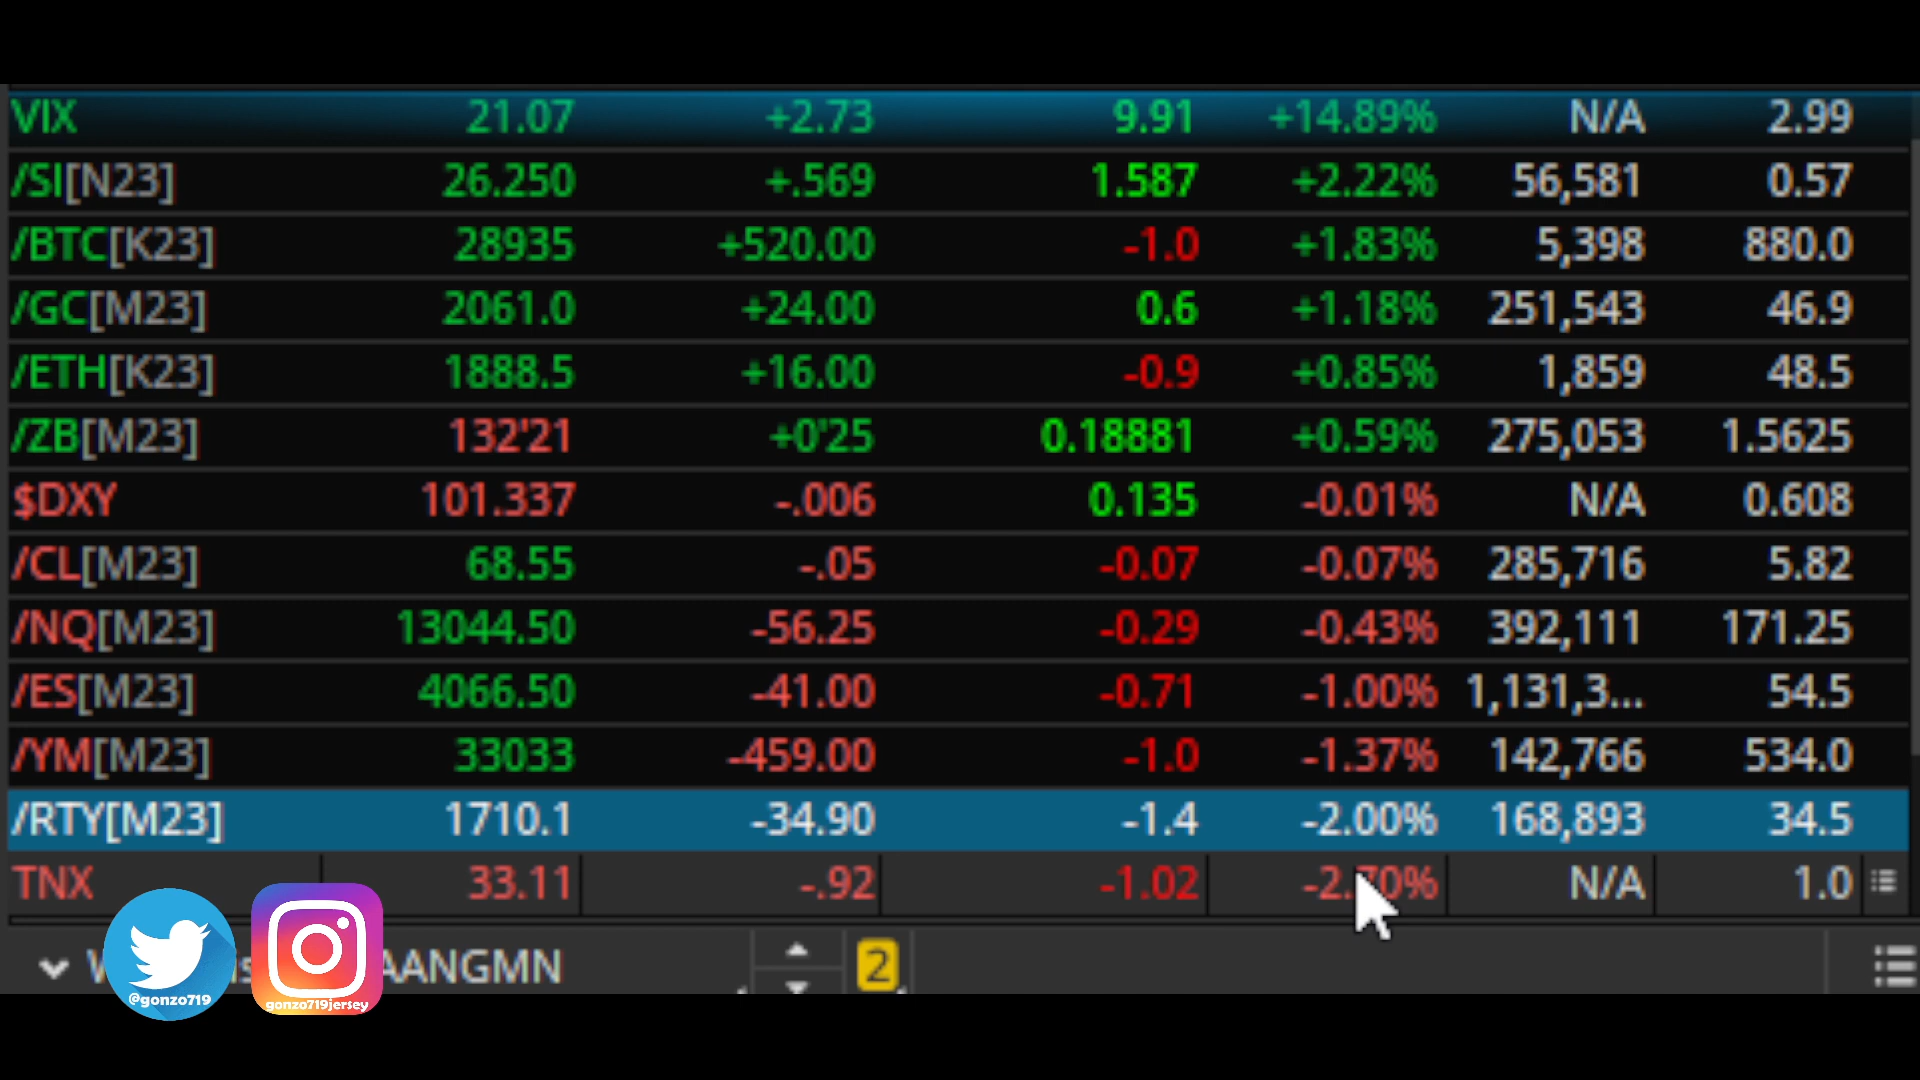 VIX 21.07 +2.73 9.91 +14.89% N/A 2.99
/SI[N23] 26.250 +.569 1.587 +2.22% 56,581 0.57
/BTC[K23] 28935 +520.00 -1.0 +1.83% 5,398 880.0
/GC[M23] 2061.0 +24.00 0.6 +1.18% 251,543 46.9
/ETH[K23] 1888.5 +16.00 -0.9 +0.85% 1,859 48.5
/ZB[M23] 132'21 +0'25 0.18881 +0.59% 275,053 1.5625
$DXY 101.337 -.006 0.135 -0.01% N/A 0.608
/CL[M23] 68.55 -.05 -0.07 -0.07% 285,716 5.82
/NQ[M23] 13044.50 -56.25 -0.29 -0.43% 392,111 171.25
/ES[M23] 4066.50 -41.00 -0.71 -1.00% 1,131,3... 54.5
/YM[M23] 33033 -459.00 -1.0 -1.37% 142,766 534.0
/RTY[M23] 1710.1 -34.90 -1.4 -2.00% 168,893 34.5
TNX 33.11 -.92 -1.02 -2.70% N/A 1.0
AANGMN 2
@gonzo719 gonzo719jersey